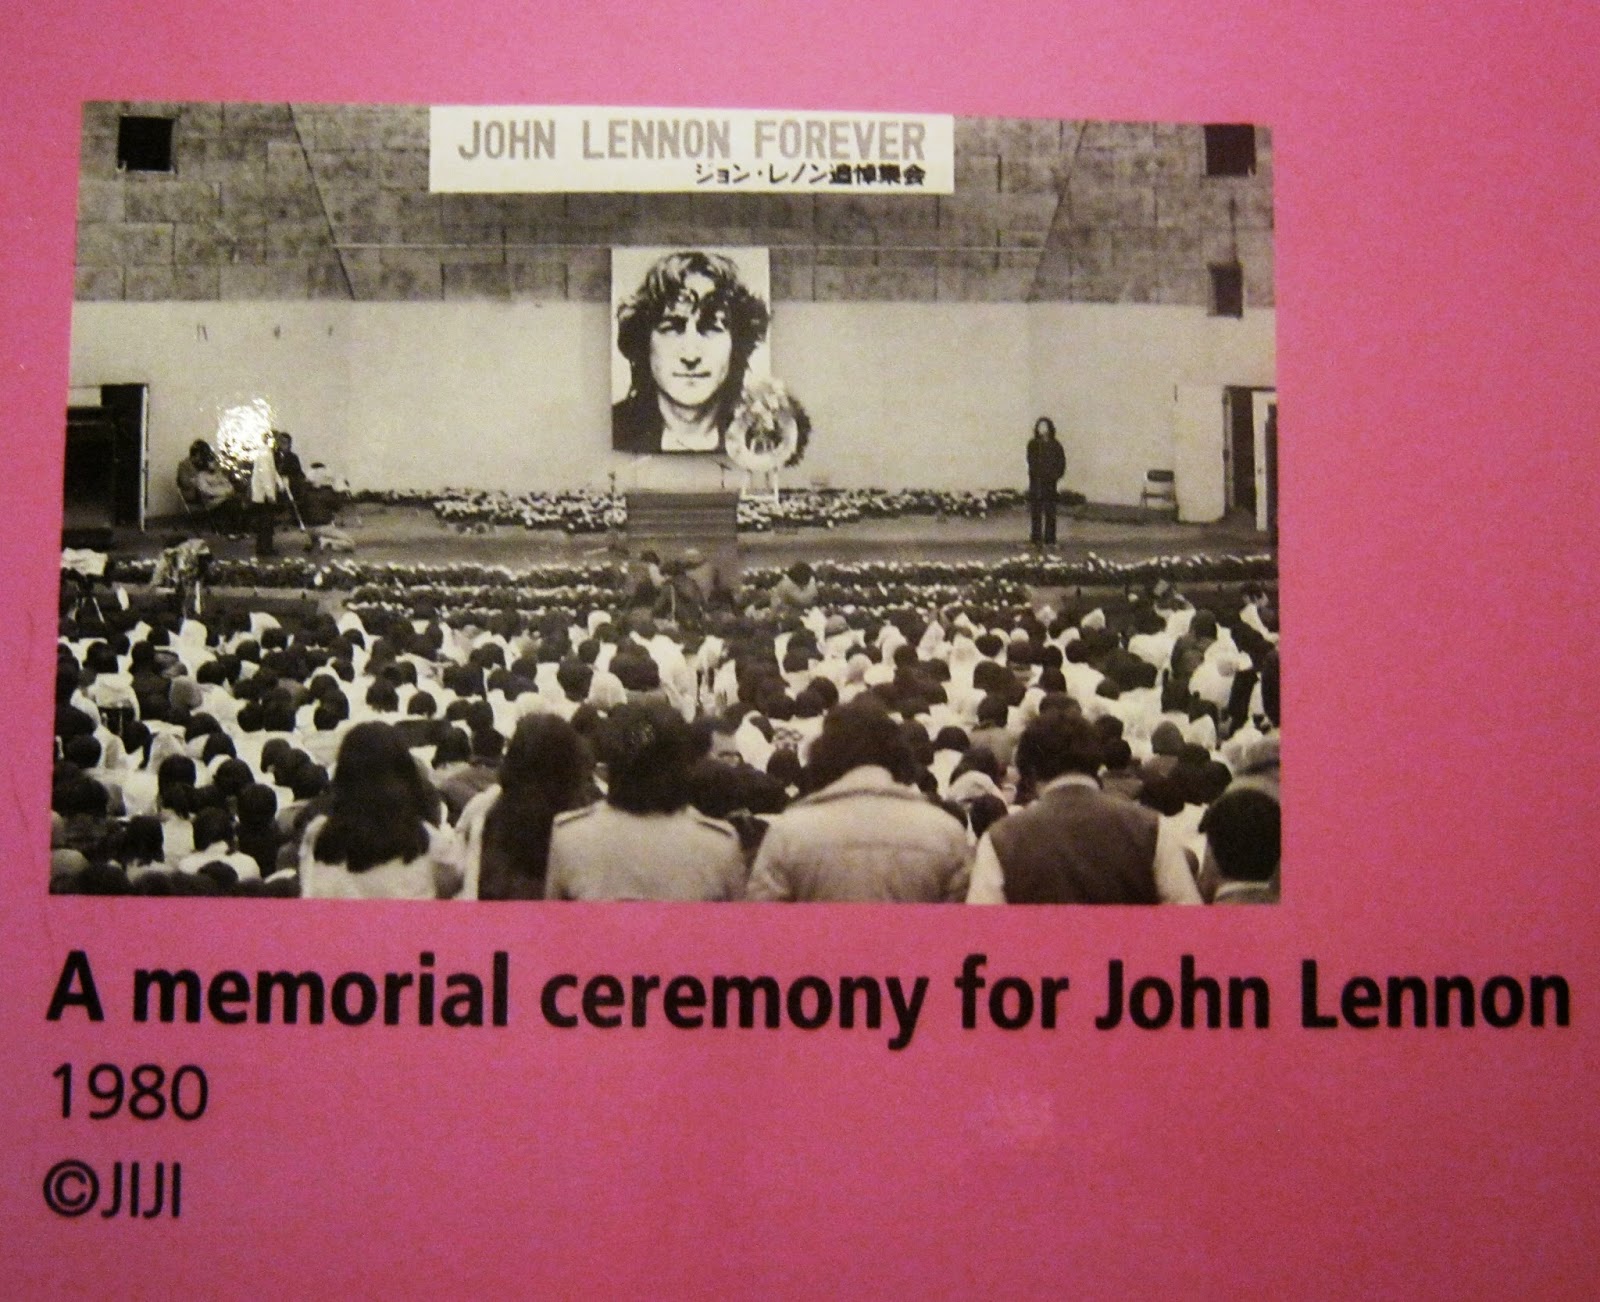 JOHN LENNON FOREVER
ジョン・レノン追悼集会
A memorial ceremony for John Lennon
1980
©JIJI